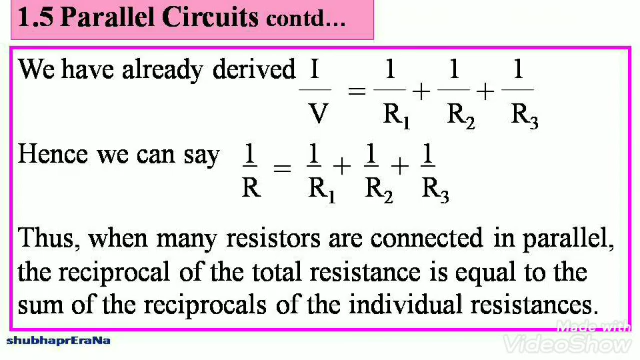 1.5 Parallel Circuits contd...
We have already derived I/V = 1/R₁ + 1/R₂ + 1/R₃
Hence we can say 1/R = 1/R₁ + 1/R₂ + 1/R₃
Thus, when many resistors are connected in parallel,
the reciprocal of the total resistance is equal to the
sum of the reciprocals of the individual resistances.
shubhaprEraNa
Made with
VideoShow